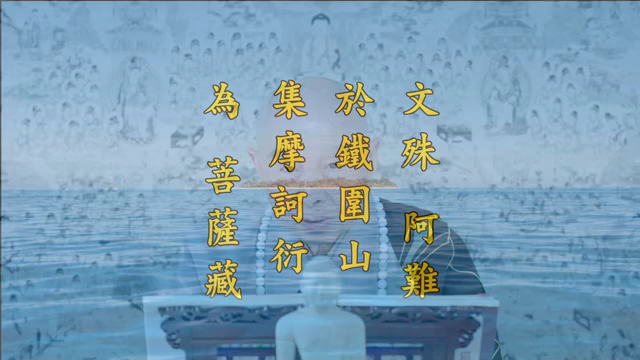 文殊 阿難
於鐵圍山
集摩訶衍
為 菩薩藏